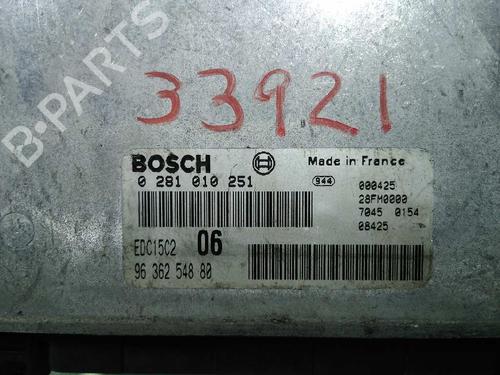 B-PARTS
33921
BOSCH Made in France
0 281 010 251
944
000425
28FM0000
7045 0154
08425
EDC15C2 06
96 362 548 80